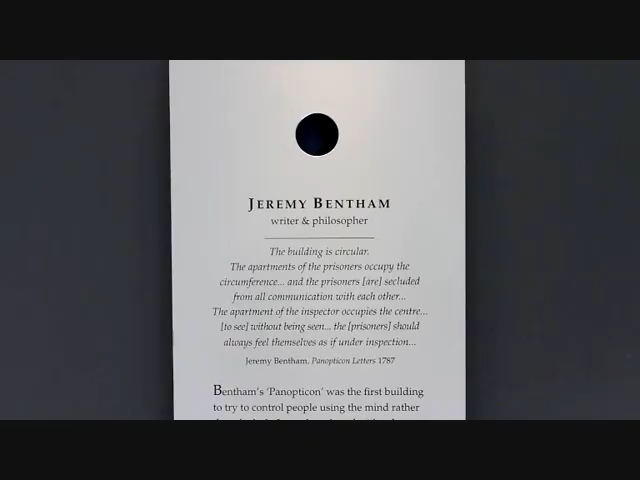 JEREMY BENTHAM
writer & philosopher
The building is circular.
The apartments of the prisoners occupy the
circumference... and the prisoners [are] secluded
from all communication with each other...
The apartment of the inspector occupies the centre...
[to see] without being seen... the [prisoners] should
always feel themselves as if under inspection...
Jeremy Bentham, Panopticon Letters 1787
Bentham's 'Panopticon' was the first building
to try to control people using the mind rather